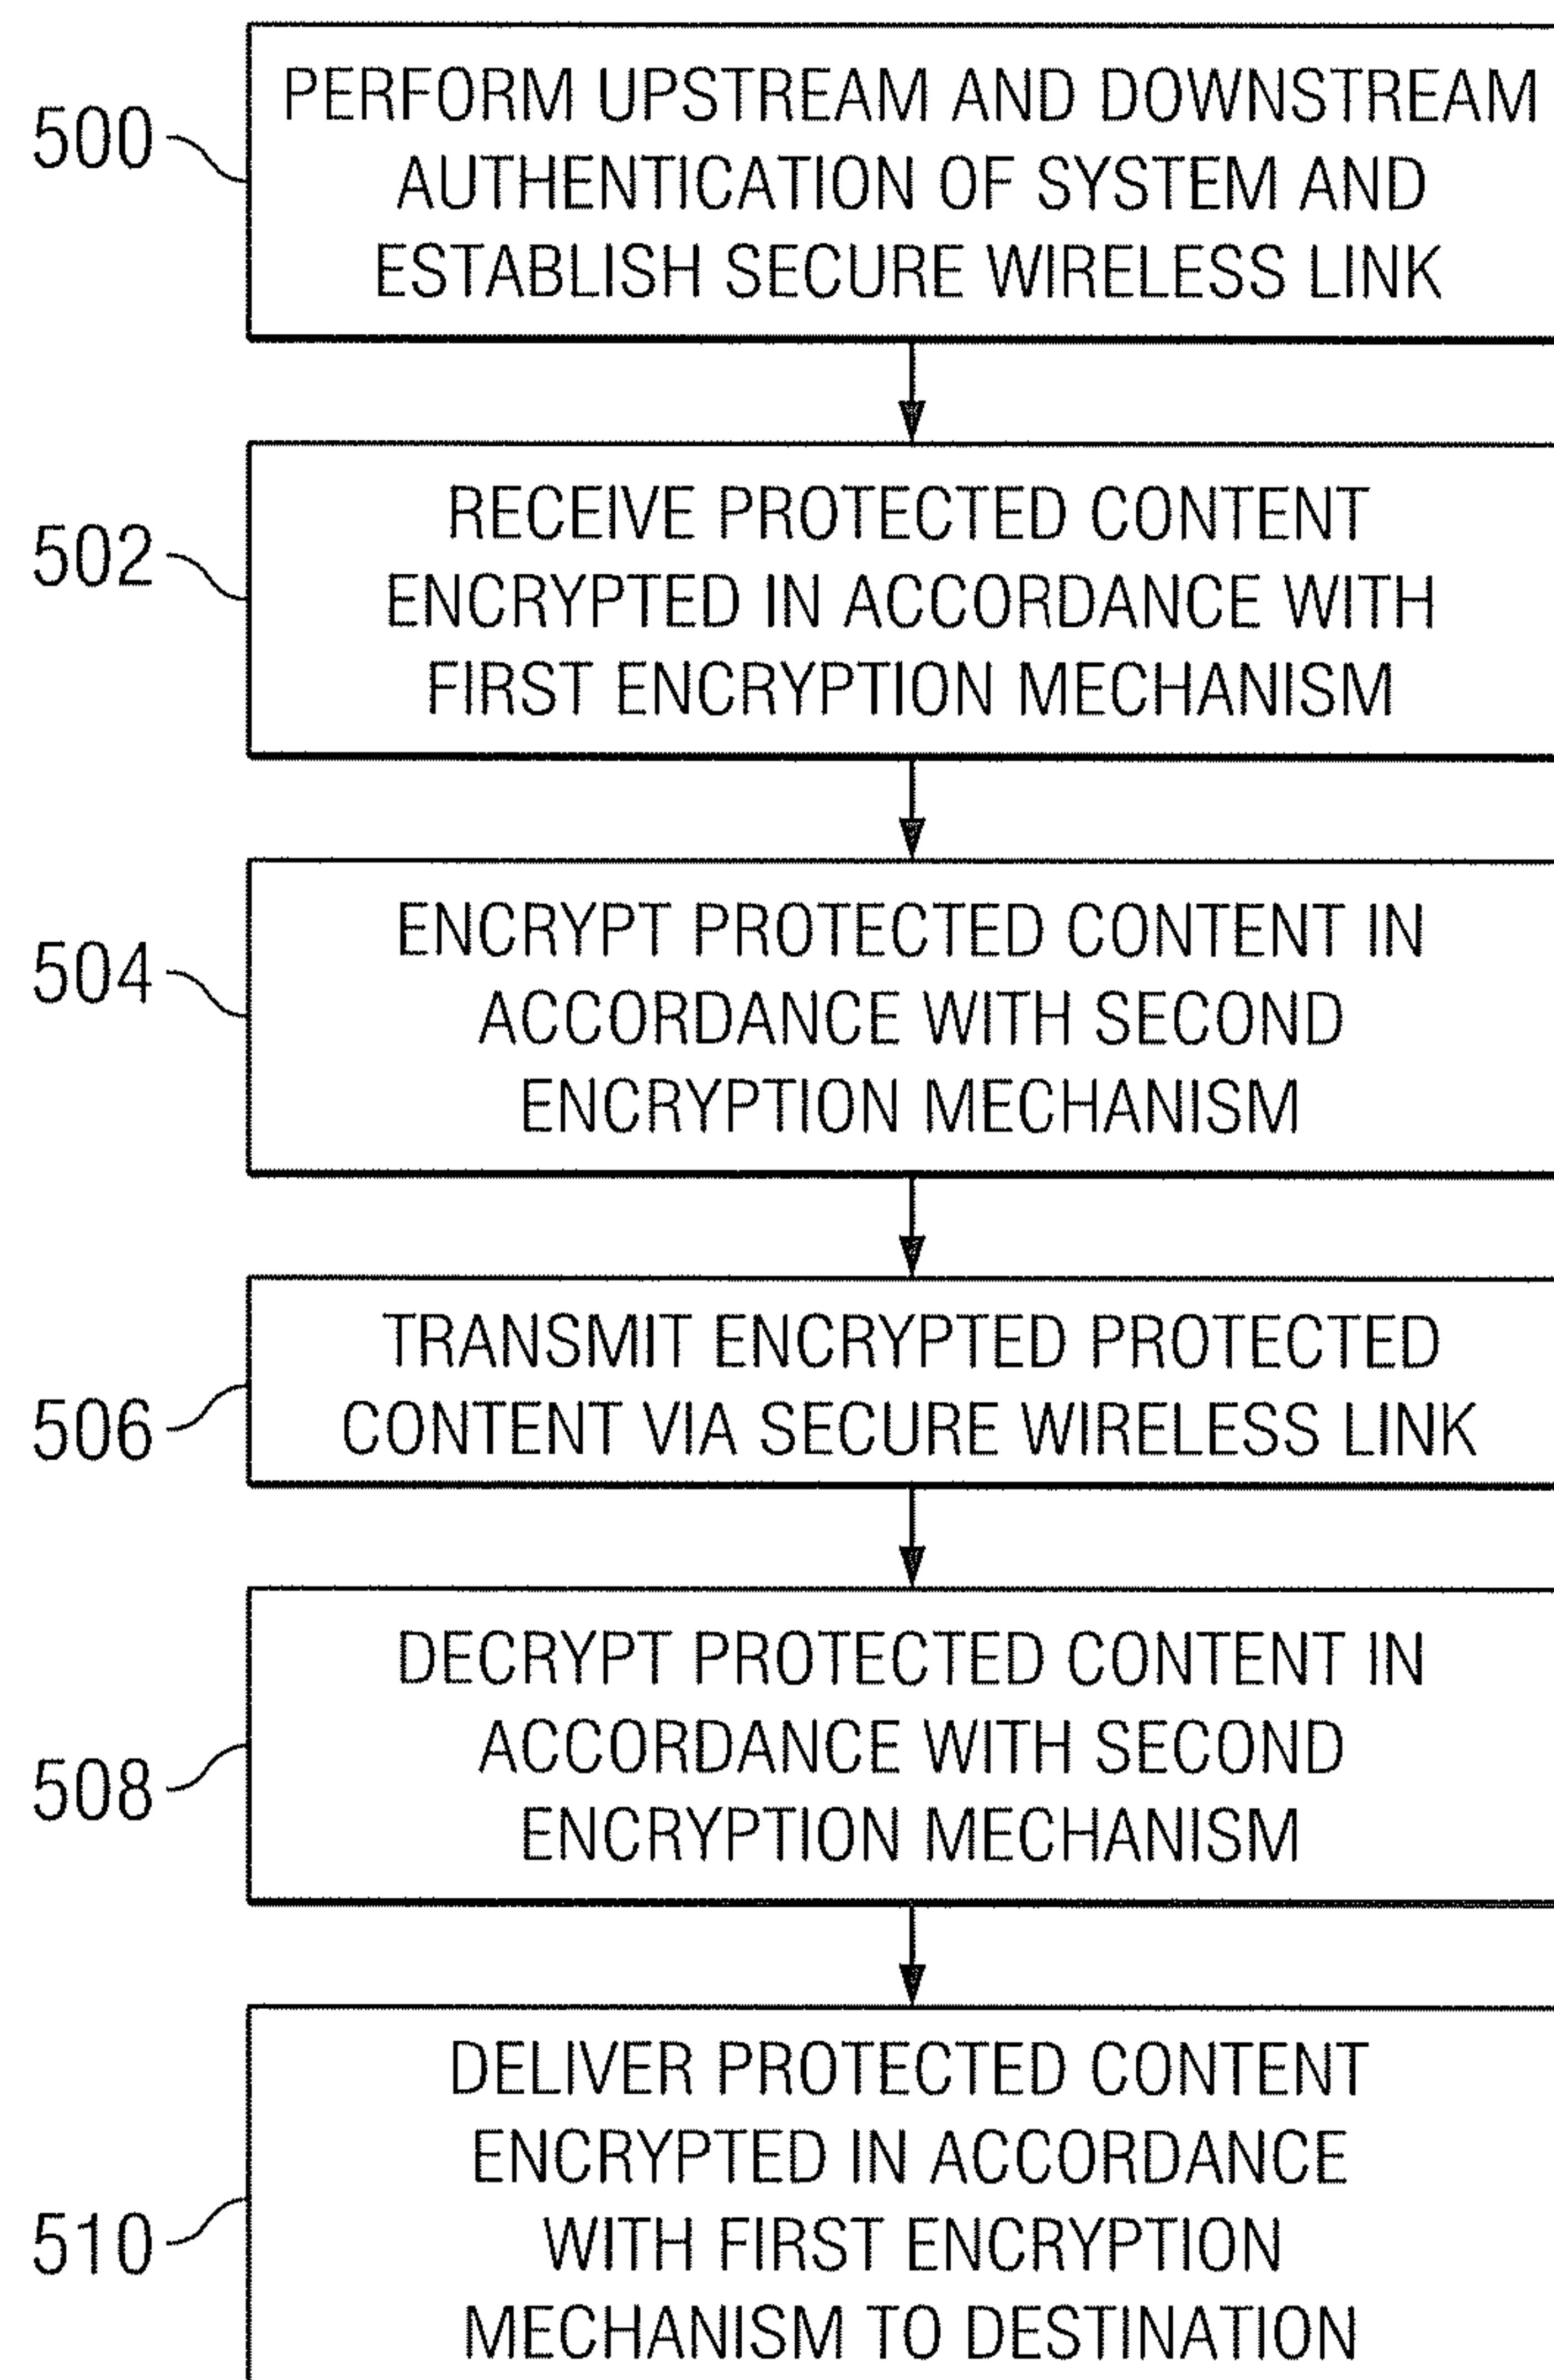 500
PERFORM UPSTREAM AND DOWNSTREAM
AUTHENTICATION OF SYSTEM AND
ESTABLISH SECURE WIRELESS LINK
502
RECEIVE PROTECTED CONTENT
ENCRYPTED IN ACCORDANCE WITH
FIRST ENCRYPTION MECHANISM
504
ENCRYPT PROTECTED CONTENT IN
ACCORDANCE WITH SECOND
ENCRYPTION MECHANISM
506
TRANSMIT ENCRYPTED PROTECTED
CONTENT VIA SECURE WIRELESS LINK
508
DECRYPT PROTECTED CONTENT IN
ACCORDANCE WITH SECOND
ENCRYPTION MECHANISM
510
DELIVER PROTECTED CONTENT
ENCRYPTED IN ACCORDANCE
WITH FIRST ENCRYPTION
MECHANISM TO DESTINATION